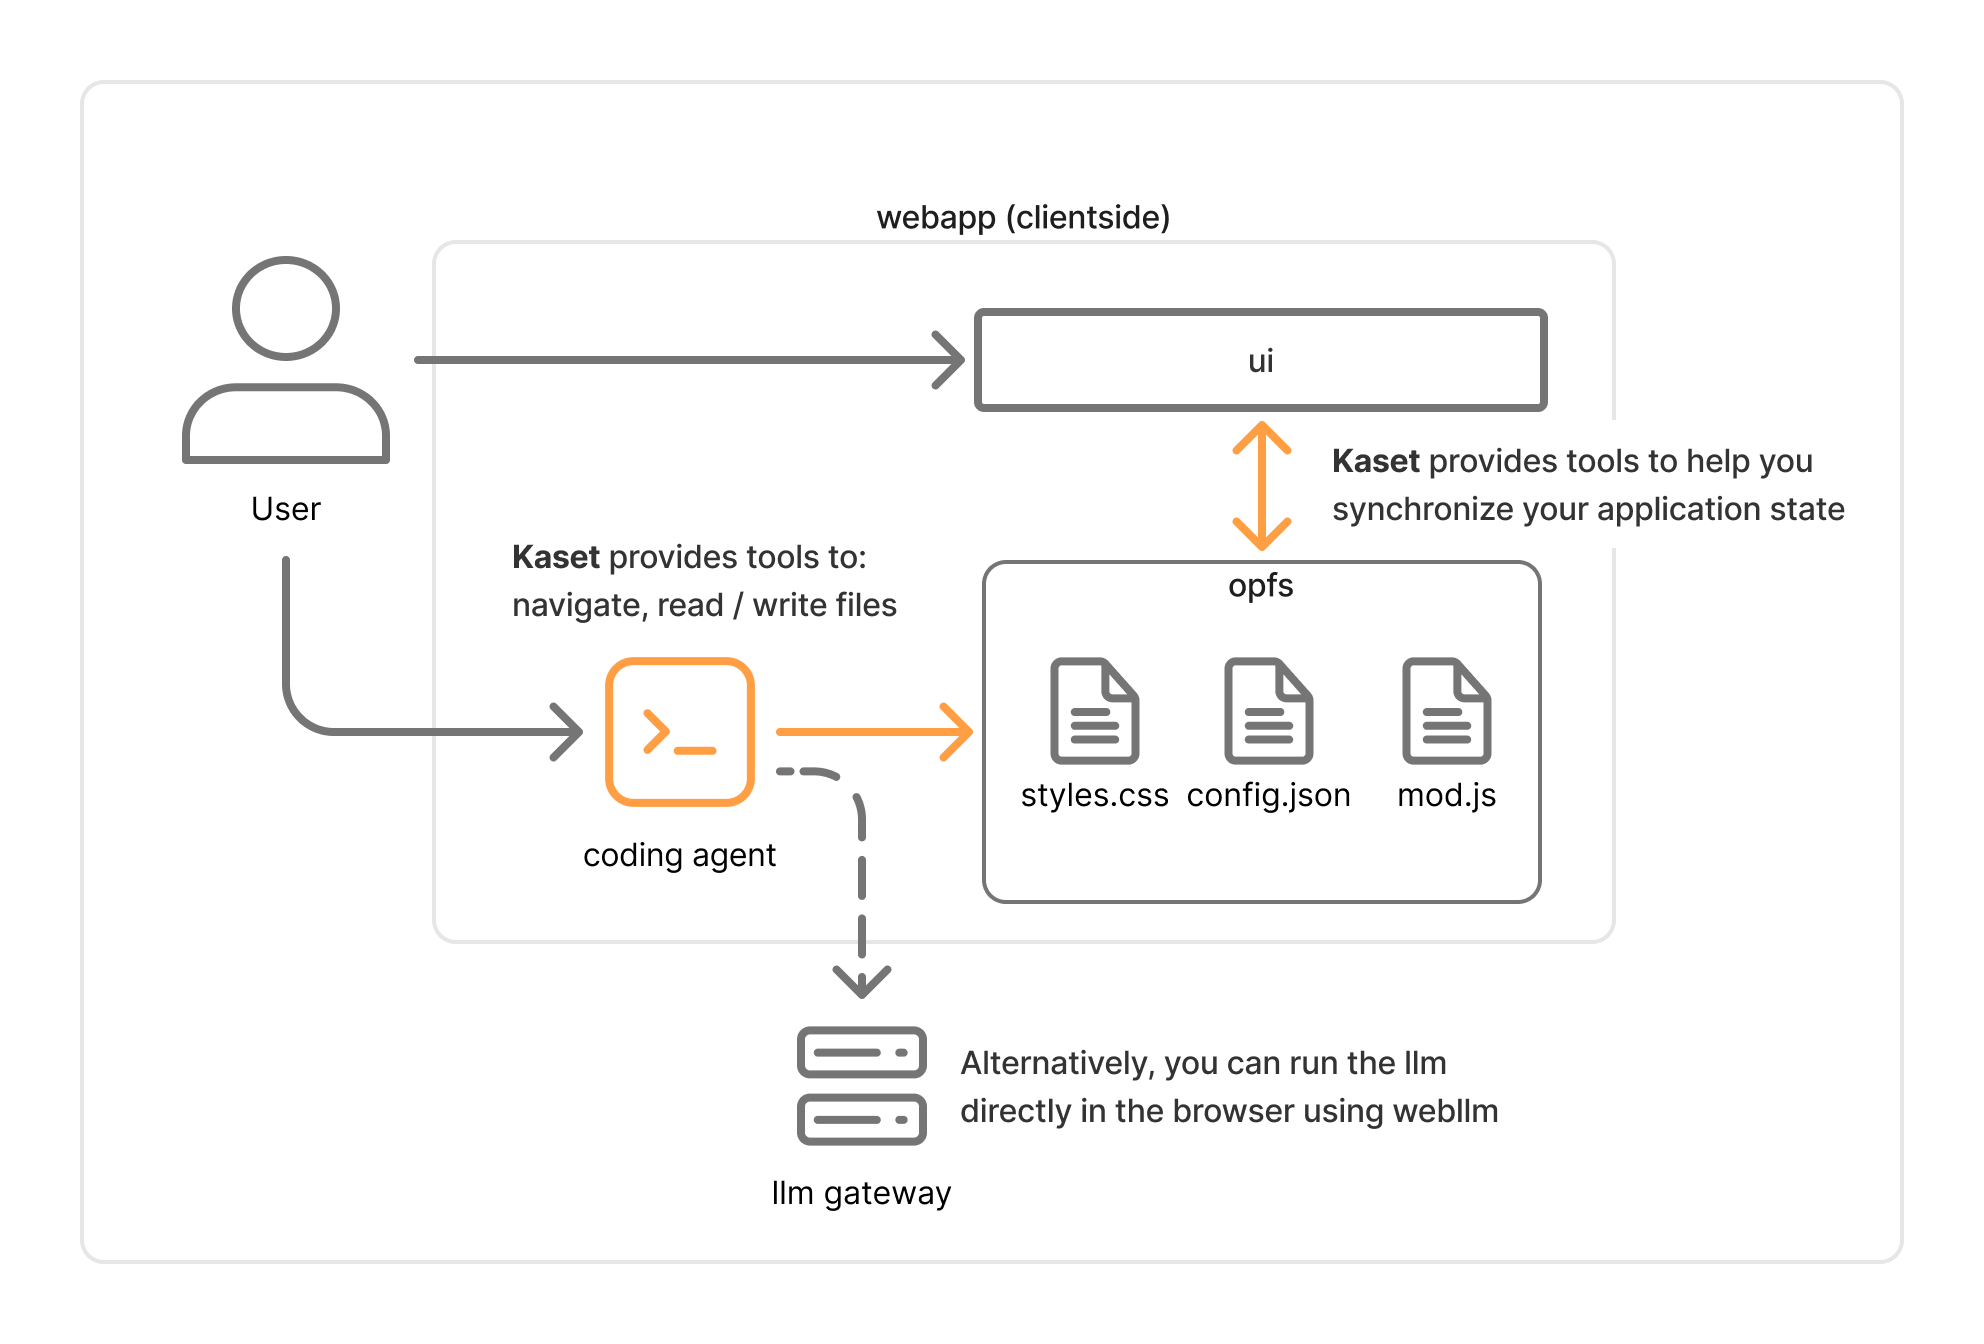 webapp (clientside)
ui
User
Kaset provides tools to help you
synchronize your application state
Kaset provides tools to:
navigate, read / write files
opfs
styles.css
config.json
mod.js
coding agent
Alternatively, you can run the llm
directly in the browser using webllm
llm gateway